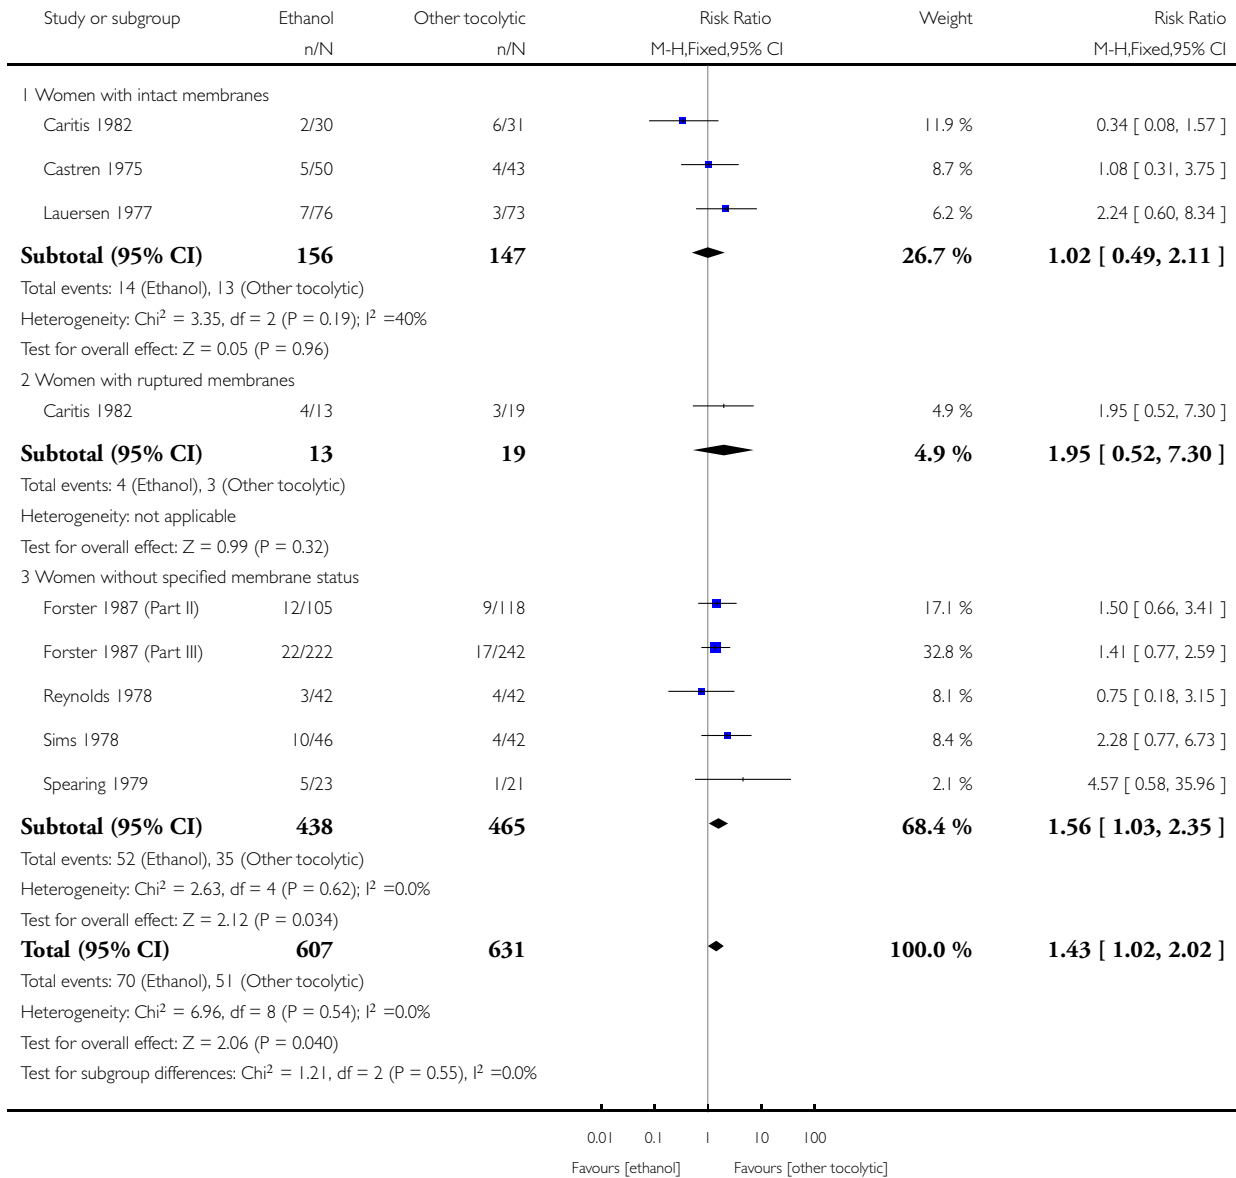 Study or subgroup Ethanol Other tocolytic Risk Ratio Weight Risk Ratio
n/N n/N M-H,Fixed,95% CI M-H,Fixed,95% CI
1 Women with intact membranes
Caritis 1982 2/30 6/31 11.9 % 0.34 [ 0.08, 1.57 ]
Castren 1975 5/50 4/43 8.7 % 1.08 [ 0.31, 3.75 ]
Lauersen 1977 7/76 3/73 6.2 % 2.24 [ 0.60, 8.34 ]
Subtotal (95% CI) 156 147 26.7 % 1.02 [ 0.49, 2.11 ]
Total events: 14 (Ethanol), 13 (Other tocolytic)
Heterogeneity: Chi² = 3.35, df = 2 (P = 0.19); I² =40%
Test for overall effect: Z = 0.05 (P = 0.96)
2 Women with ruptured membranes
Caritis 1982 4/13 3/19 4.9 % 1.95 [ 0.52, 7.30 ]
Subtotal (95% CI) 13 19 4.9 % 1.95 [ 0.52, 7.30 ]
Total events: 4 (Ethanol), 3 (Other tocolytic)
Heterogeneity: not applicable
Test for overall effect: Z = 0.99 (P = 0.32)
3 Women without specified membrane status
Forster 1987 (Part II) 12/105 9/118 17.1 % 1.50 [ 0.66, 3.41 ]
Forster 1987 (Part III) 22/222 17/242 32.8 % 1.41 [ 0.77, 2.59 ]
Reynolds 1978 3/42 4/42 8.1 % 0.75 [ 0.18, 3.15 ]
Sims 1978 10/46 4/42 8.4 % 2.28 [ 0.77, 6.73 ]
Spearing 1979 5/23 1/21 2.1 % 4.57 [ 0.58, 35.96 ]
Subtotal (95% CI) 438 465 68.4 % 1.56 [ 1.03, 2.35 ]
Total events: 52 (Ethanol), 35 (Other tocolytic)
Heterogeneity: Chi² = 2.63, df = 4 (P = 0.62); I² =0.0%
Test for overall effect: Z = 2.12 (P = 0.034)
Total (95% CI) 607 631 100.0 % 1.43 [ 1.02, 2.02 ]
Total events: 70 (Ethanol), 51 (Other tocolytic)
Heterogeneity: Chi² = 6.96, df = 8 (P = 0.54); I² =0.0%
Test for overall effect: Z = 2.06 (P = 0.040)
Test for subgroup differences: Chi² = 1.21, df = 2 (P = 0.55), I² =0.0%
0.01 0.1 1 10 100
Favours [ethanol] Favours [other tocolytic]